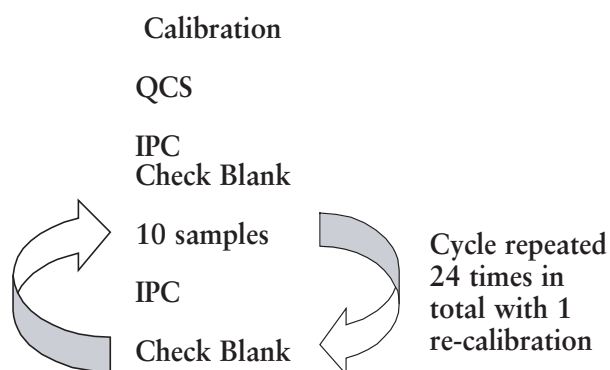 Calibration
QCS
IPC
Check Blank
10 samples
IPC
Check Blank
Cycle repeated
24 times in
total with 1
re-calibration